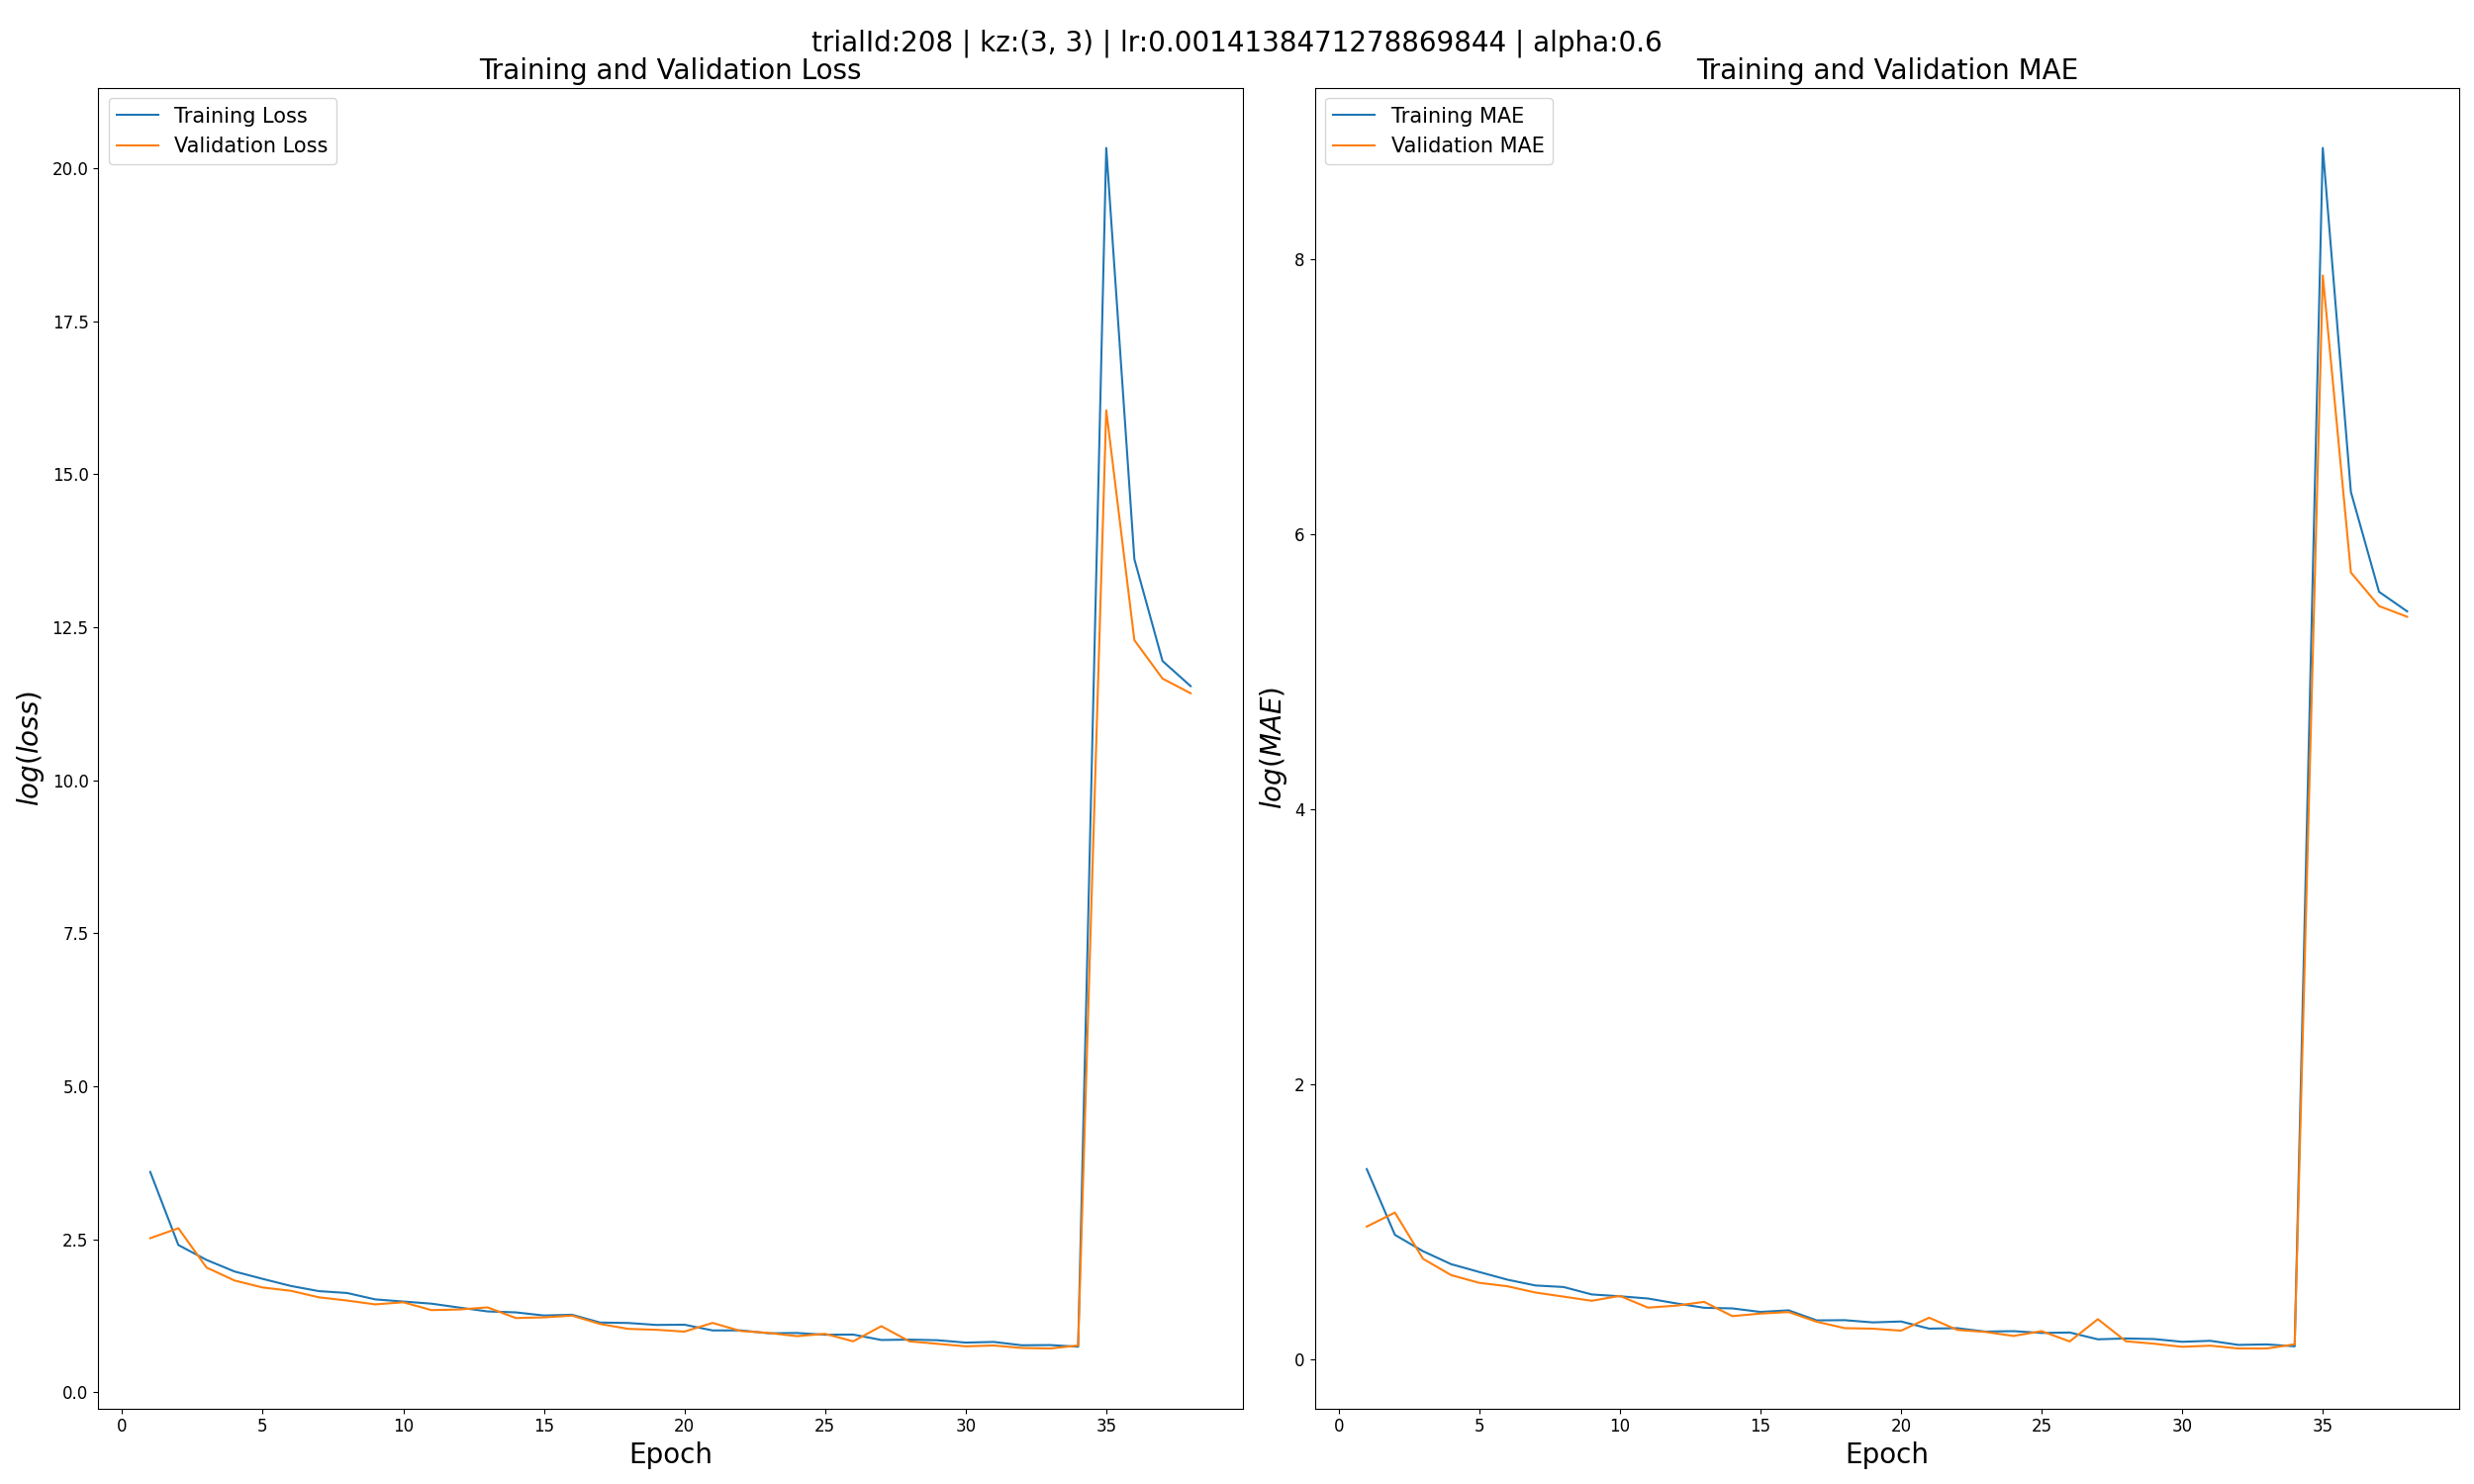 trialId:208 | kz:(3, 3) | lr:0.0014138471278869844 | alpha:0.6
Training and Validation Loss
Training Loss
Validation Loss
20.0
17.5
15.0
12.5
10.0
7.5
5.0
2.5
0.0
log(loss)
0 5 10 15 20 25 30 35
Epoch
Training and Validation MAE
Training MAE
Validation MAE
8
6
4
2
0
log(MAE)
0 5 10 15 20 25 30 35
Epoch